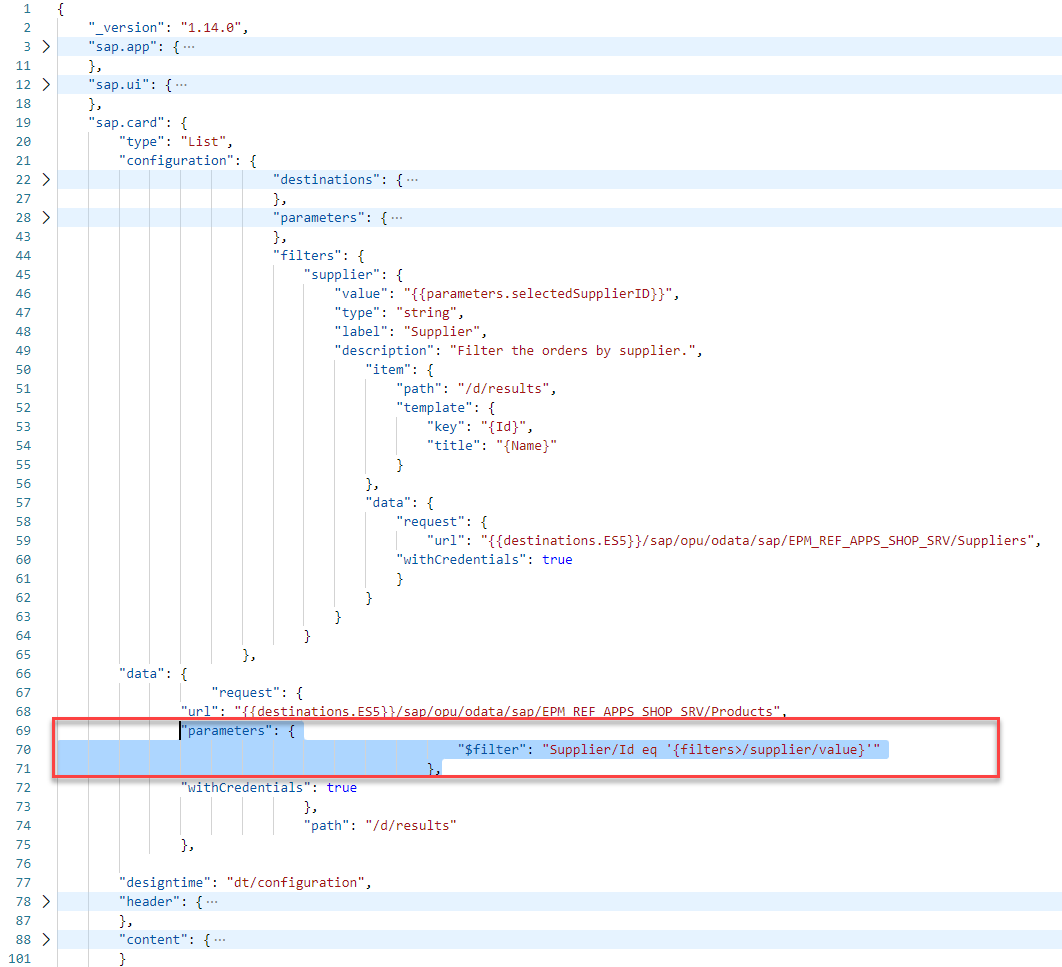 1 {
2 "_version": "1.14.0",
3 "sap.app": { ···
11 },
12 "sap.ui": { ···
18 },
19 "sap.card": {
20 "type": "List",
21 "configuration": {
22 "destinations": { ···
27 },
28 "parameters": { ···
43 },
44 "filters": {
45 "supplier": {
46 "value": "{{parameters.selectedSupplierID}}",
47 "type": "string",
48 "label": "Supplier",
49 "description": "Filter the orders by supplier.",
50 "item": {
51 "path": "/d/results",
52 "template": {
53 "key": "{Id}",
54 "title": "{Name}"
55 }
56 },
57 "data": {
58 "request": {
59 "url": "{{destinations.ES5}}/sap/opu/odata/sap/EPM_REF_APPS_SHOP_SRV/Suppliers",
60 "withCredentials": true
61 }
62 }
63 }
64 }
65 },
66 "data": {
67 "request": {
68 "url": "{{destinations.ES5}}/sap/opu/odata/sap/EPM_REF_APPS_SHOP_SRV/Products",
69 "parameters": {
70 "$filter": "Supplier/Id eq '{filters>/supplier/value}'"
71 },
72 "withCredentials": true
73 },
74 "path": "/d/results"
75 },
76
77 "designtime": "dt/configuration",
78 "header": { ···
87 },
88 "content": { ···
101 }